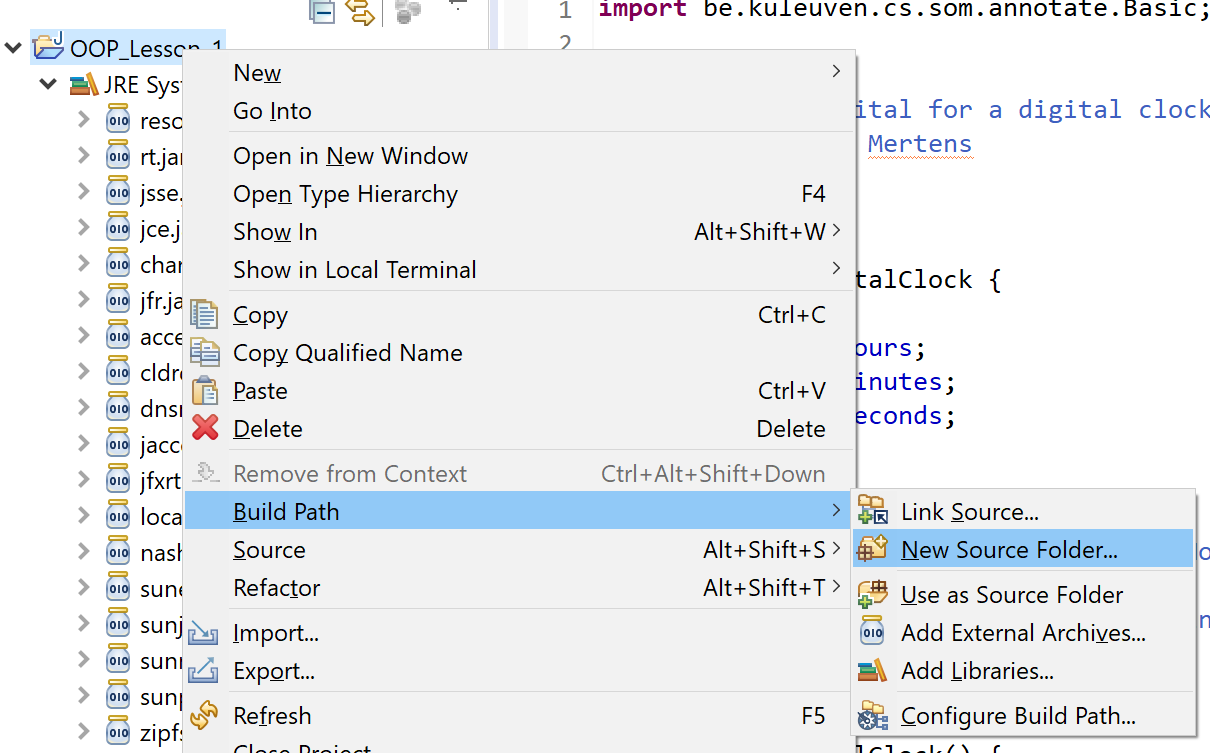 1 import be.kuleuven.cs.som.annotate.Basic;
2
OOP_Lesson_1
JRE Sys
reso
rt.jar
jsse.
jce.j
char
jfr.ja
acce
cldr
dnsn
jacc
jfxrt
loca
nash
sune
sunj
sunn
sunp
zipfs
New
Go Into
Open in New Window
Open Type Hierarchy F4
Show In Alt+Shift+W
Show in Local Terminal
Copy Ctrl+C
Copy Qualified Name
Paste Ctrl+V
Delete Delete
Remove from Context Ctrl+Alt+Shift+Down
Build Path
Source Alt+Shift+S
Refactor Alt+Shift+T
Import...
Export...
Refresh F5
Close Project
Link Source...
New Source Folder...
Use as Source Folder
Add External Archives...
Add Libraries...
Configure Build Path...
ital for a digital clock
Mertens
talClock {
ours;
inutes;
econds;
lClock() {